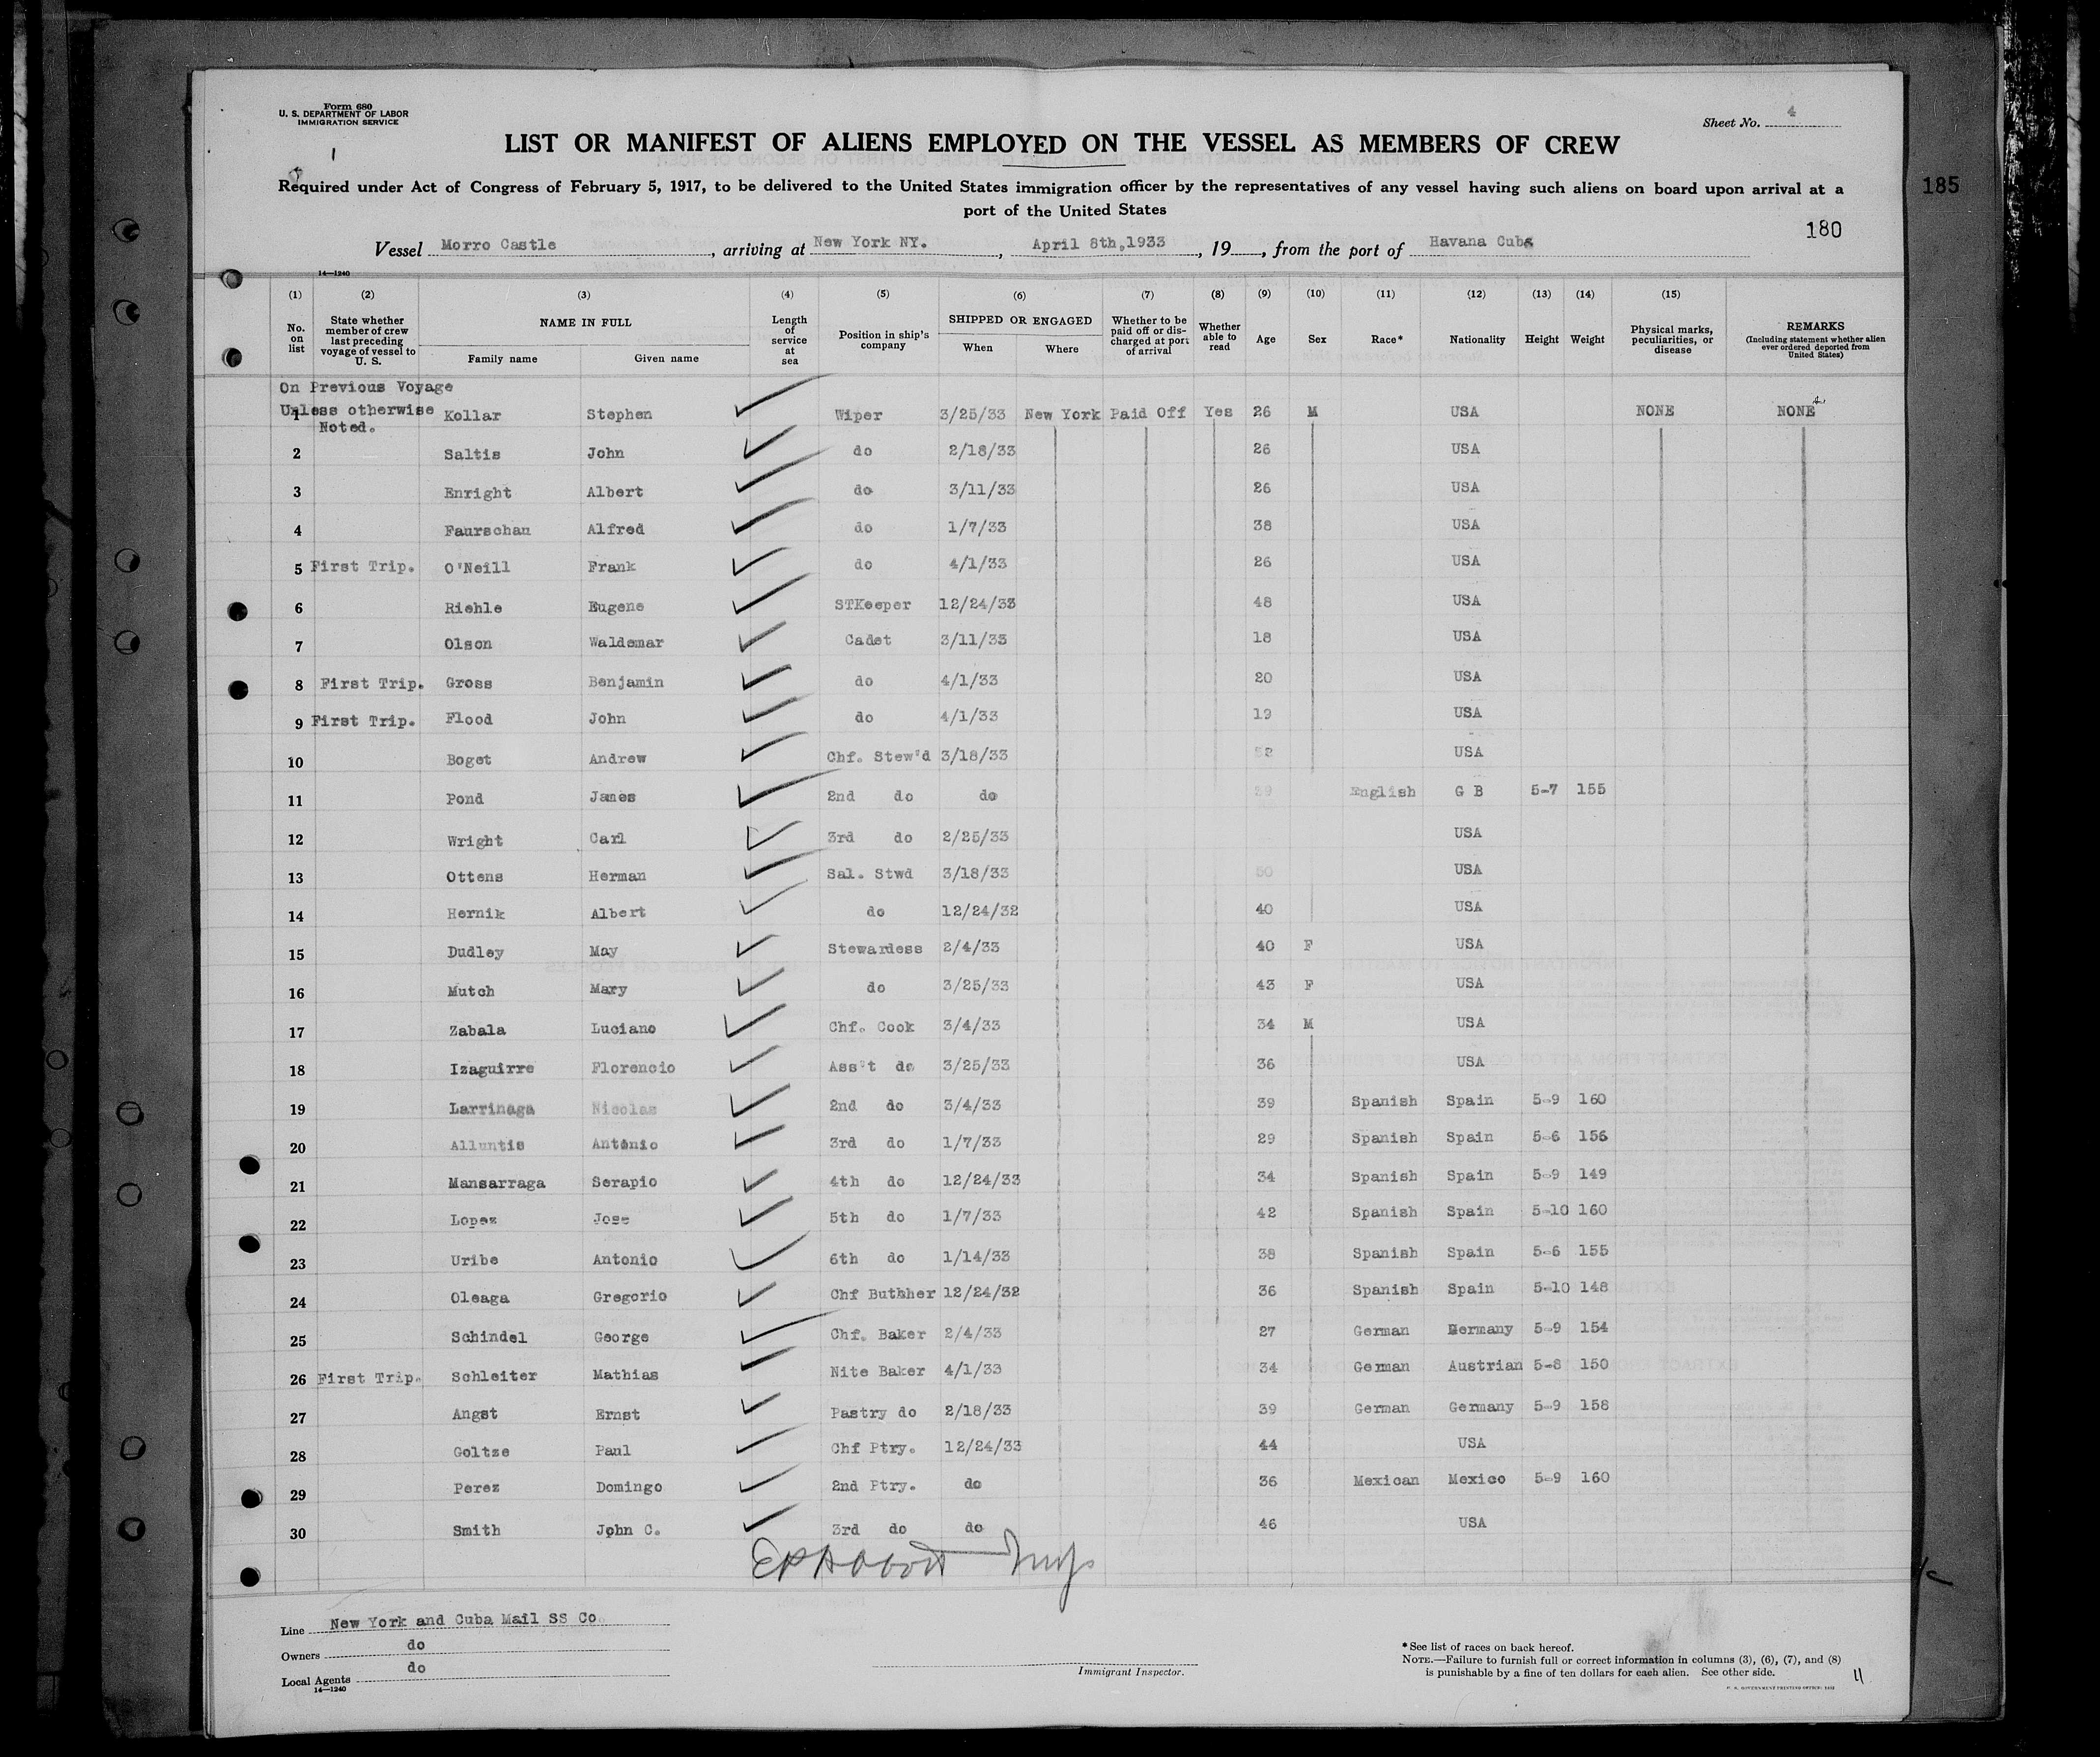 Form 680
U. S. DEPARTMENT OF LABOR
IMMIGRATION SERVICE
Sheet No. 4
LIST OR MANIFEST OF ALIENS EMPLOYED ON THE VESSEL AS MEMBERS OF CREW
1
Required under Act of Congress of February 5, 1917, to be delivered to the United States immigration officer by the representatives of any vessel having such aliens on board upon arrival at a
port of the United States
185
180
Vessel Morro Castle, arriving at New York NY., April 8th,1933, 19, from the port of Havana Cuba
14—1240
(1) (2) (3) (4) (5) (6) (7) (8) (9) (10) (11) (12) (13) (14) (15)
No. on list
State whether member of crew last preceding voyage of vessel to U. S.
NAME IN FULL
Family name
Given name
Length of service at sea
Position in ship's company
SHIPPED OR ENGAGED
When
Where
Whether to be paid off or discharged at port of arrival
Whether able to read
Age
Sex
Race*
Nationality
Height
Weight
Physical marks, peculiarities, or disease
REMARKS
(Including statement whether alien ever ordered deported from United States)
On Previous Voyage
Unless otherwise
Noted.
1 Kollar Stephen Wiper 3/25/33 New York Paid Off Yes 26 M USA NONE NONE
2 Saltis John do 2/18/33 26 USA
3 Enright Albert do 3/11/33 26 USA
4 Faurschau Alfred do 1/7/33 38 USA
5 First Trip. O'Neill Frank do 4/1/33 26 USA
6 Riehle Eugene STKeeper 12/24/33 48 USA
7 Olson Waldemar Cadet 3/11/33 18 USA
8 First Trip. Gross Benjamin do 4/1/33 20 USA
9 First Trip. Flood John do 4/1/33 19 USA
10 Boget Andrew Chf. Stew'd 3/18/33 52 USA
11 Pond James 2nd do do English G B 5-7 155
12 Wright Carl 3rd do 2/25/33 USA
13 Ottens Herman Sal. Stwd 3/18/33 50 USA
14 Hernik Albert do 12/24/32 40 USA
15 Dudley May Stewardess 2/4/33 40 F USA
16 Mutch Mary do 3/25/33 43 F USA
17 Zabala Luciano Chf. Cook 3/4/33 34 M USA
18 Izaguirre Florencio Ass't do 3/25/33 36 USA
19 Larrinaga Nicolas 2nd do 3/4/33 39 Spanish Spain 5-9 160
20 Alluntis Antonio 3rd do 1/7/33 29 Spanish Spain 5-6 156
21 Mansarraga Serapio 4th do 12/24/33 34 Spanish Spain 5-9 149
22 Lopez Jose 5th do 1/7/33 42 Spanish Spain 5-10 160
23 Uribe Antonio 6th do 1/14/33 38 Spanish Spain 5-6 155
24 Oleaga Gregorio Chf Buthher 12/24/32 36 Spanish Spain 5-10 148
25 Schindel George Chf. Baker 2/4/33 27 German Germany 5-9 154
26 First Trip. Schleiter Mathias Nite Baker 4/1/33 34 German Austrian 5-8 150
27 Angst Ernst Pastry do 2/18/33 39 German Germany 5-9 158
28 Goltze Paul Chf Ptry. 12/24/33 44 USA
29 Perez Domingo 2nd Ptry. do 36 Mexican Mexico 5-9 160
30 Smith John C. 3rd do do 46 USA
Line New York and Cuba Mail SS Co.
Owners do
Local Agents do
14—1240
Immigrant Inspector.
*See list of races on back hereof.
NOTE.—Failure to furnish full or correct information in columns (3), (6), (7), and (8)
is punishable by a fine of ten dollars for each alien. See other side.
11